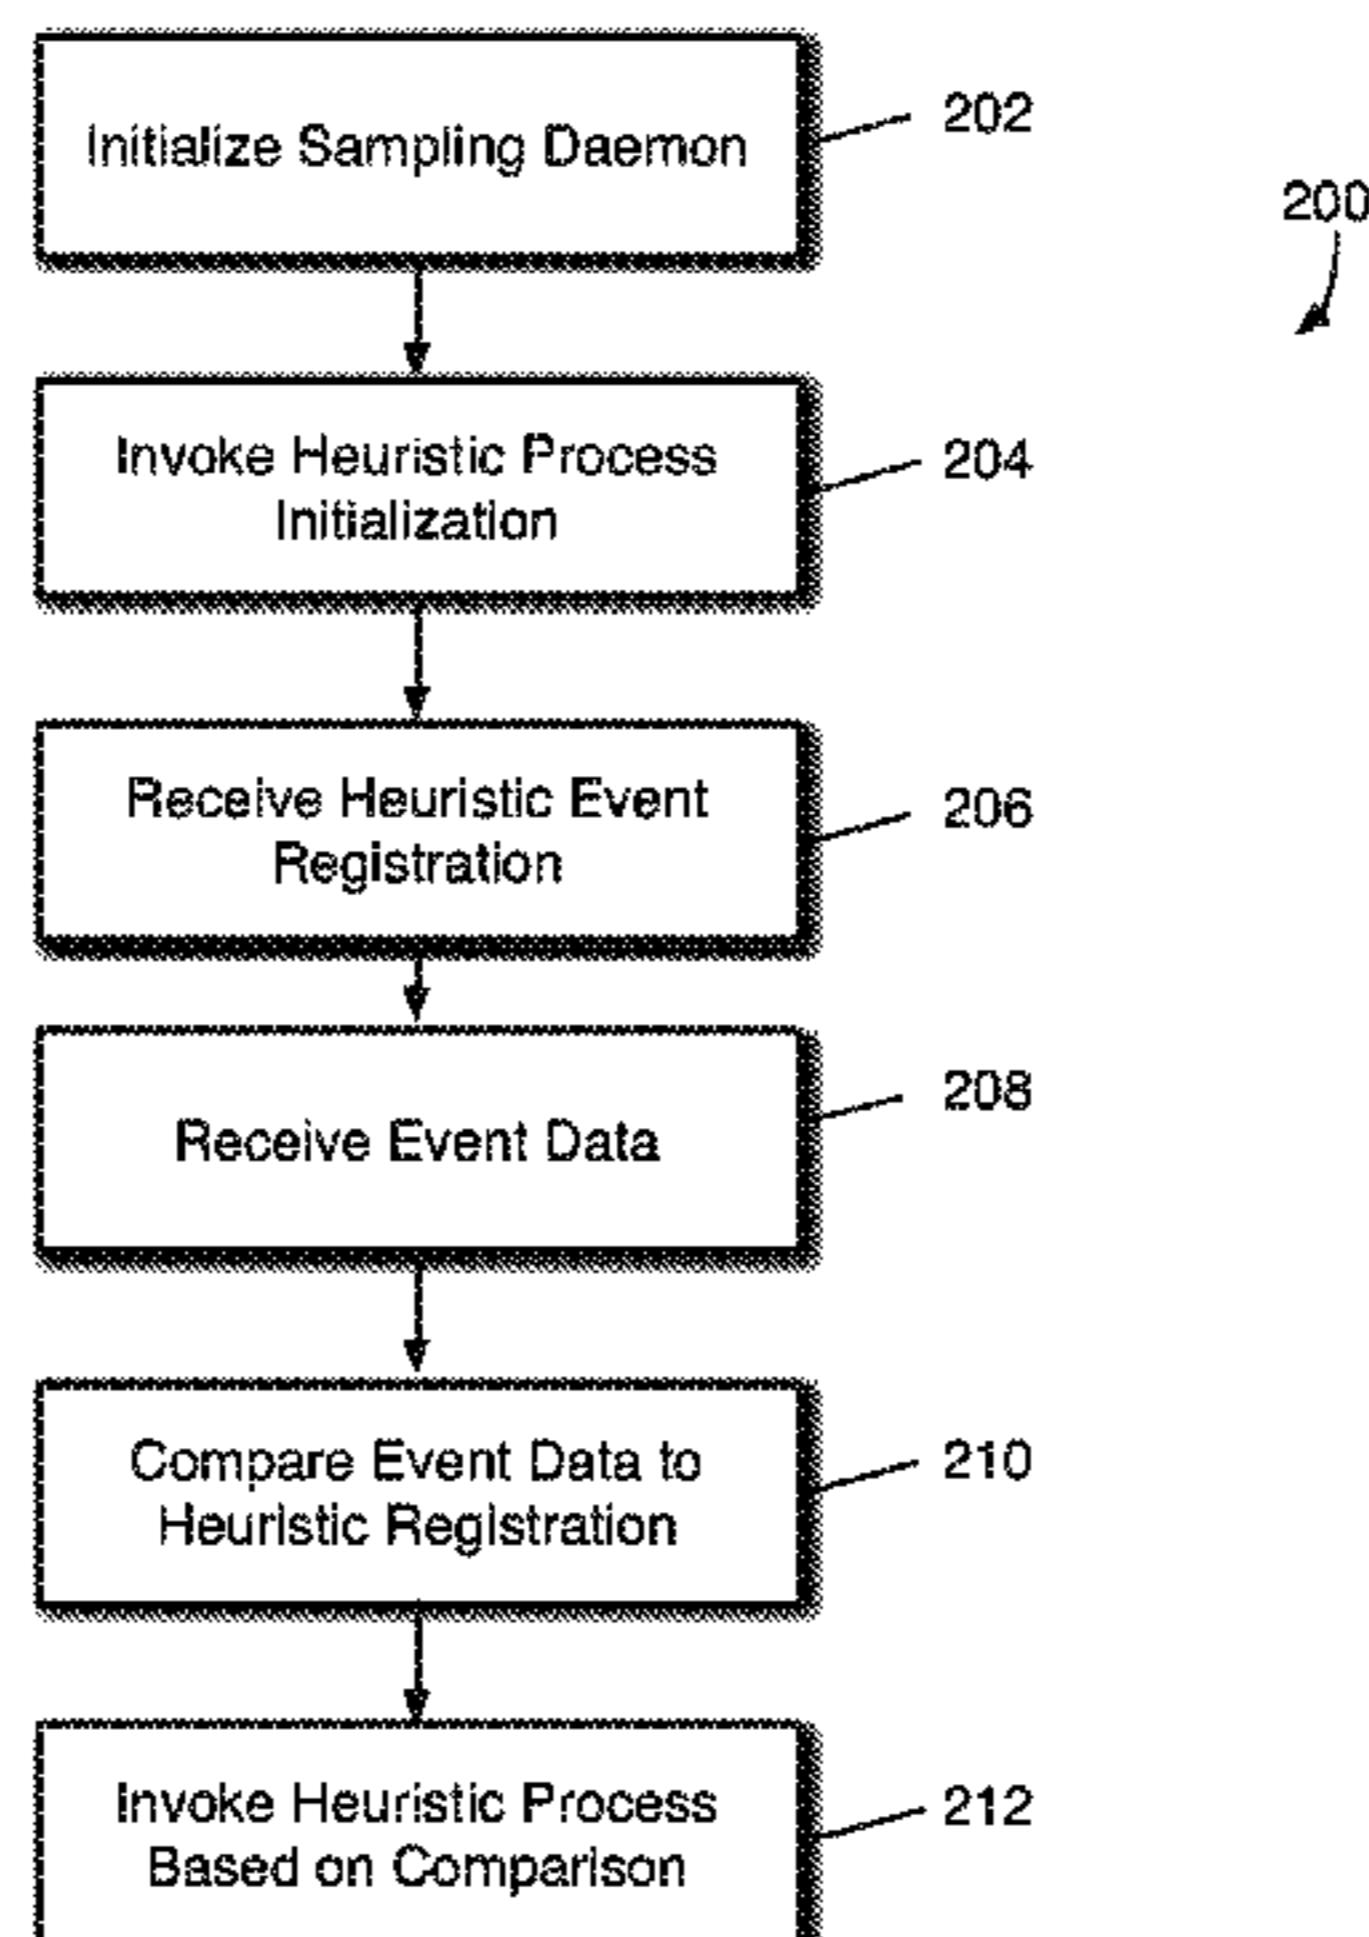 Initialize Sampling Daemon
202
200
Invoke Heuristic Process
Initialization
204
Receive Heuristic Event
Registration
206
Receive Event Data
208
Compare Event Data to
Heuristic Registration
210
Invoke Heuristic Process
Based on Comparison
212